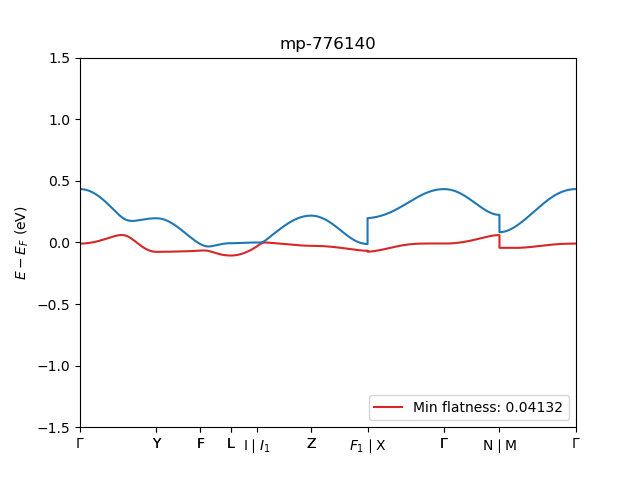 mp-776140
E − E_F (eV)
1.5
1.0
0.5
0.0
−0.5
−1.0
−1.5
Min flatness: 0.04132
Γ Y F L I | I₁ Z F₁ | X Γ N | M Γ